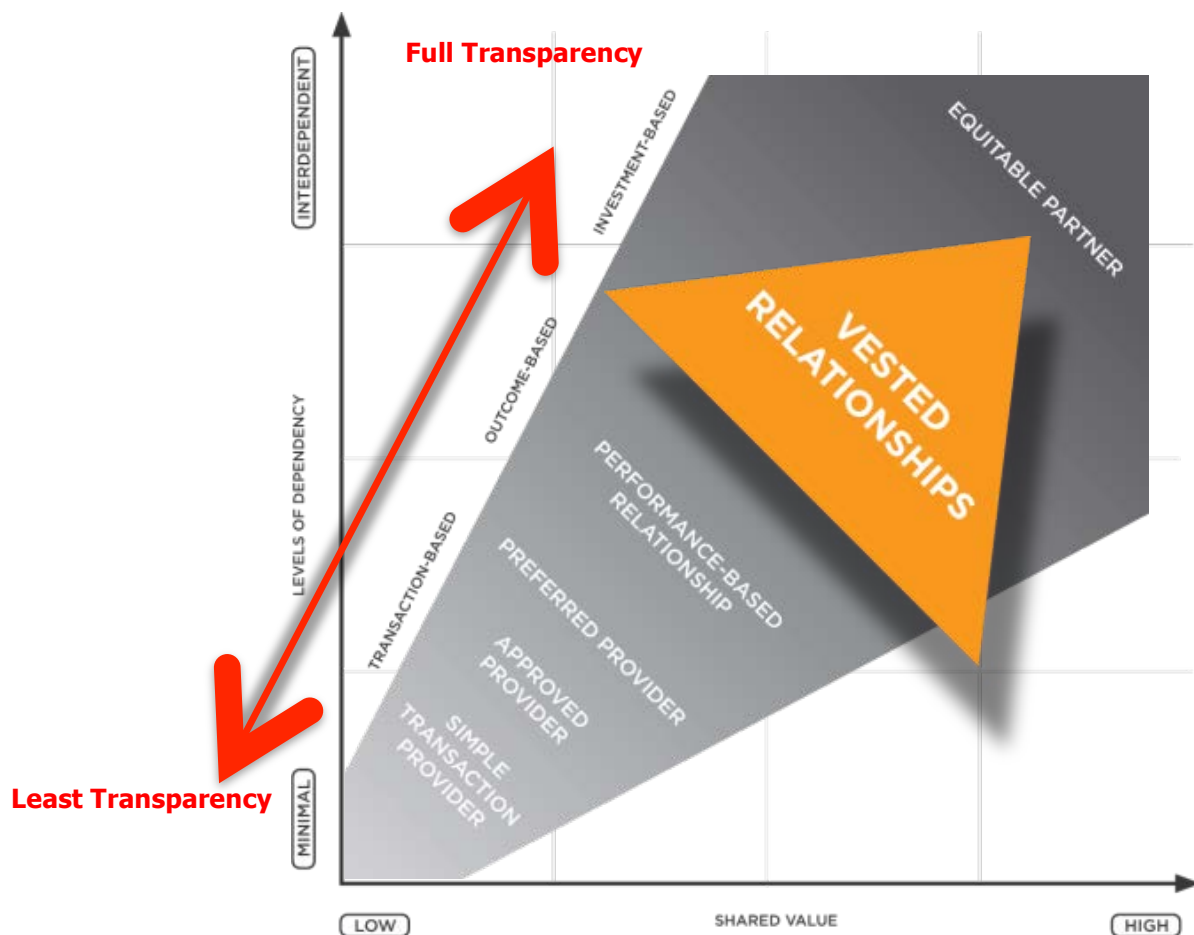 Full Transparency
INTERDEPENDENT
INVESTMENT-BASED
EQUITABLE PARTNER
VESTED
RELATIONSHIPS
OUTCOME-BASED
LEVELS OF DEPENDENCY
PERFORMANCE-BASED
RELATIONSHIP
TRANSACTION-BASED
PREFERRED PROVIDER
APPROVED
PROVIDER
SIMPLE
TRANSACTION
PROVIDER
Least Transparency
MINIMAL
LOW
SHARED VALUE
HIGH